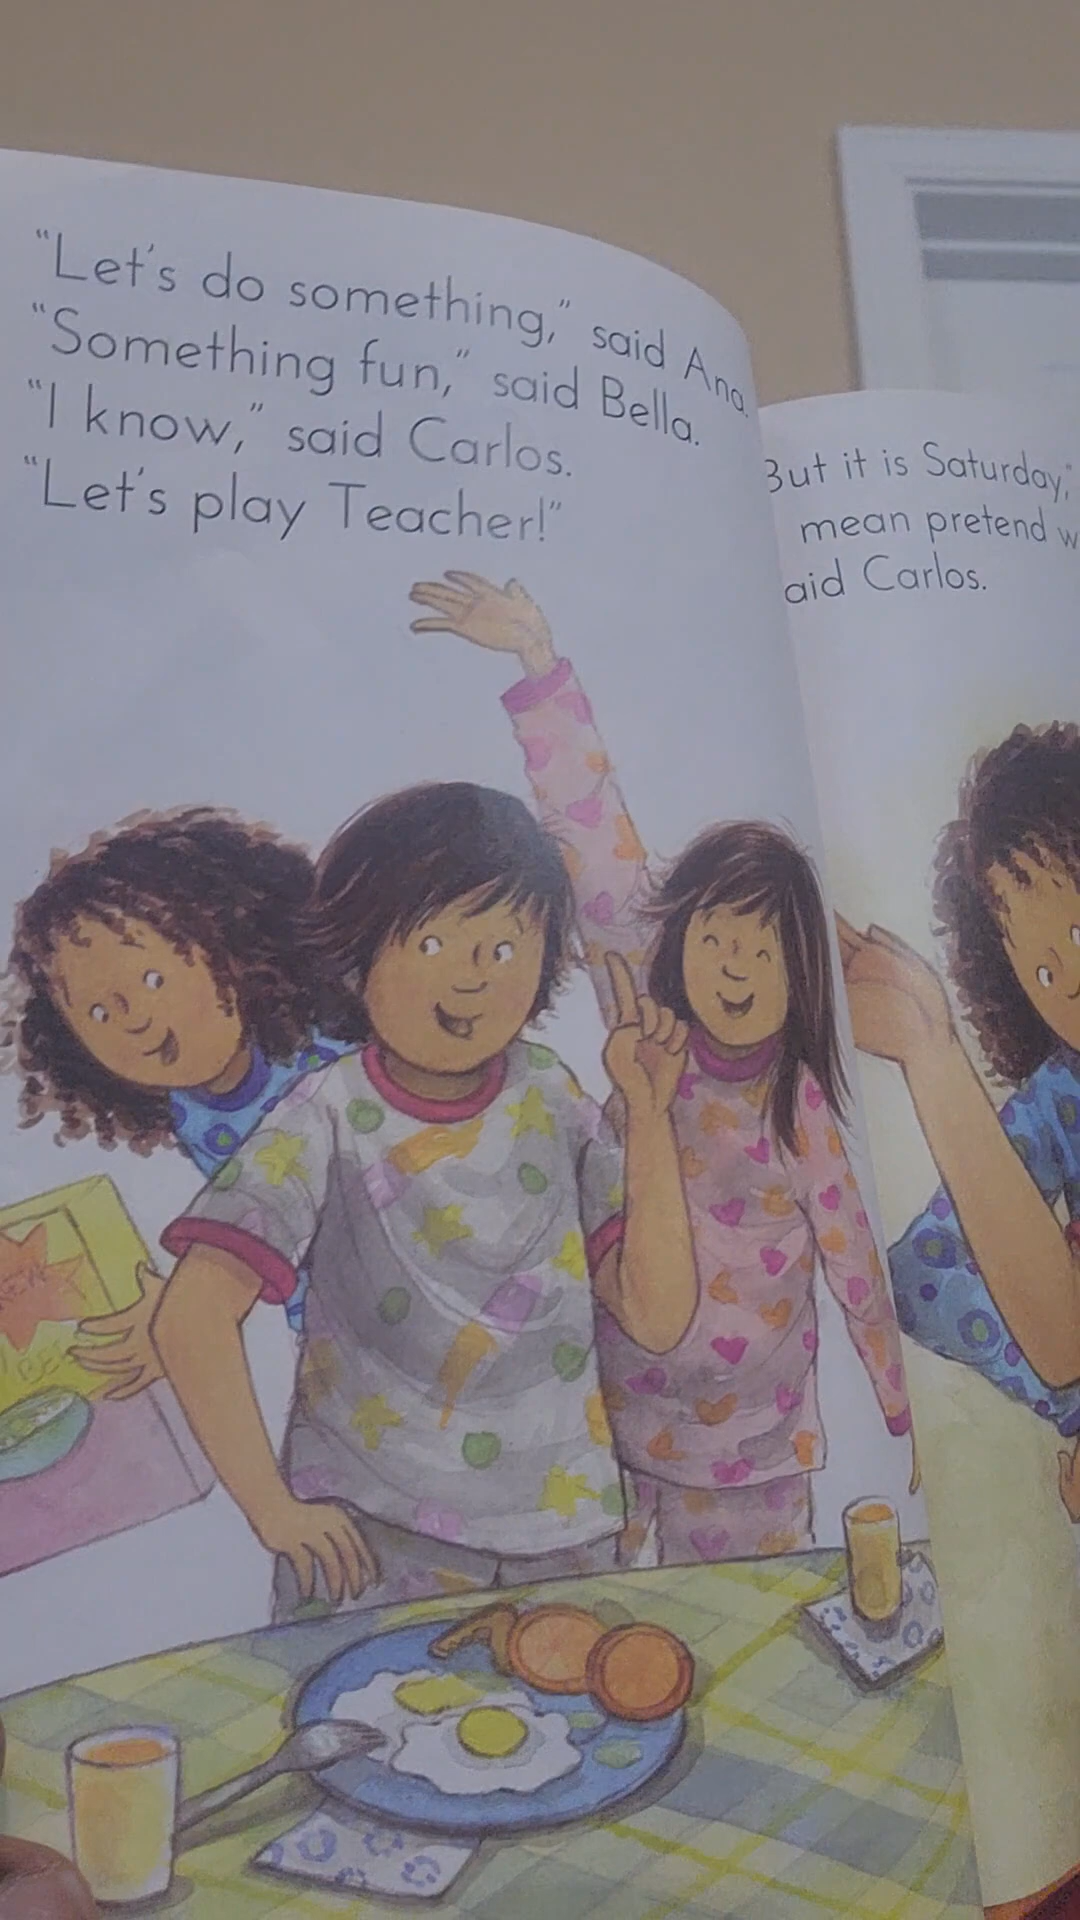 "Let's do something," said Ana.
"Something fun," said Bella.
"I know," said Carlos.
"Let's play Teacher!"
But it is Saturday,"
mean pretend
aid Carlos.
NEW